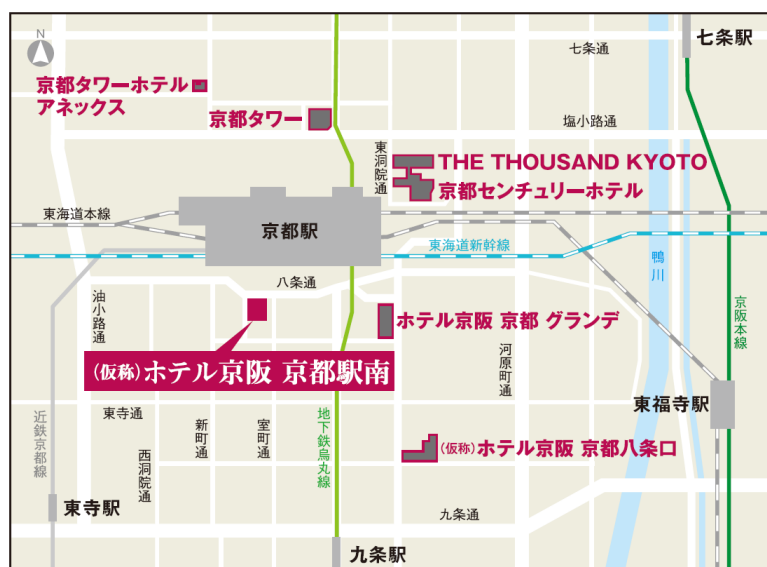 N
七条駅
七条通
京都タワーホテル
アネックス
京都タワー
塩小路通
東洞院通
THE THOUSAND KYOTO
京都センチュリーホテル
東海道本線
京都駅
東海道新幹線
鴨川
八条通
油小路通
京阪本線
ホテル京阪 京都 グランデ
(仮称)ホテル京阪 京都駅南
河原町通
東福寺駅
東寺通
新町通
室町通
地下鉄烏丸線
近鉄京都線
西洞院通
(仮称)ホテル京阪 京都八条口
東寺駅
九条通
九条駅